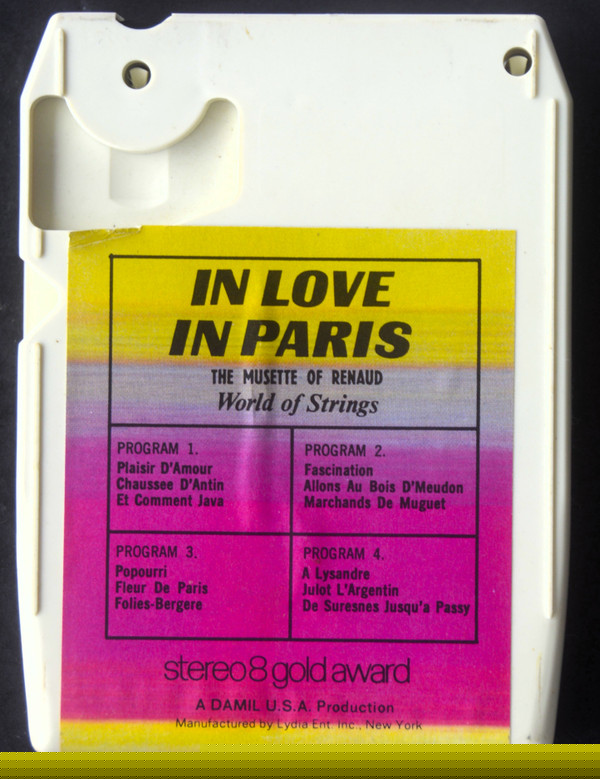 IN LOVE
IN PARIS
THE MUSETTE OF RENAUD
World of Strings
PROGRAM 1.
Plaisir D'Amour
Chaussee D'Antin
Et Comment Java
PROGRAM 2.
Fascination
Allons Au Bois D'Meudon
Marchands De Muguet
PROGRAM 3.
Popourri
Fleur De Paris
Folies-Bergere
PROGRAM 4.
A Lysandre
Julot L'Argentin
De Suresnes Jusqu'a Passy
stereo 8 gold award
A DAMIL U.S.A. Production
Manufactured by Lydia Ent. Inc., New York